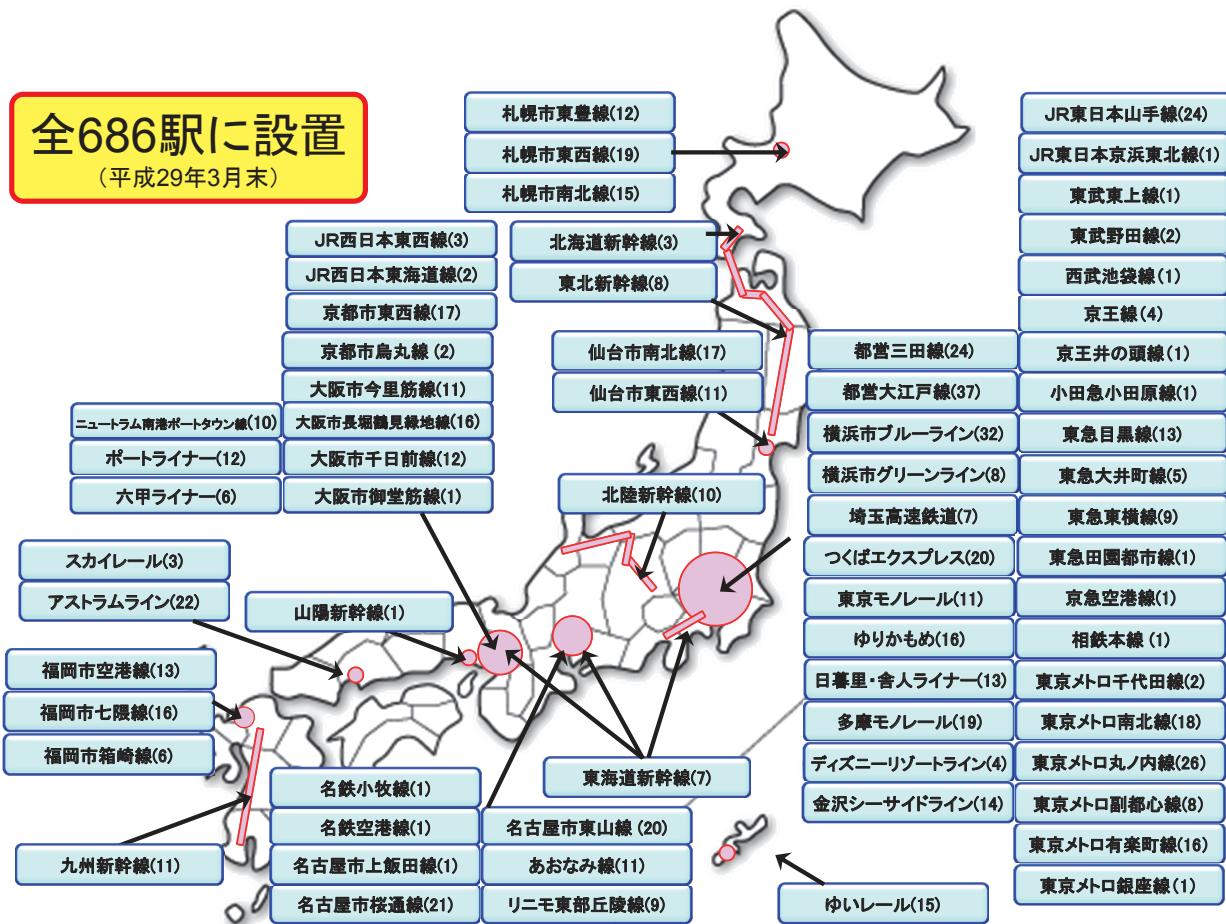 全686駅に設置
(平成29年3月末)
札幌市東豊線(12)
札幌市東西線(19)
札幌市南北線(15)
北海道新幹線(3)
東北新幹線(8)
仙台市南北線(17)
仙台市東西線(11)
北陸新幹線(10)
JR西日本東西線(3)
JR西日本東海道線(2)
京都市東西線(17)
京都市烏丸線(2)
大阪市今里筋線(11)
大阪市長堀鶴見緑地線(16)
大阪市千日前線(12)
大阪市御堂筋線(1)
ニュートラム南港ポートタウン線(10)
ポートライナー(12)
六甲ライナー(6)
スカイレール(3)
アストラムライン(22)
山陽新幹線(1)
福岡市空港線(13)
福岡市七隈線(16)
福岡市箱崎線(6)
九州新幹線(11)
名鉄小牧線(1)
名鉄空港線(1)
名古屋市上飯田線(1)
名古屋市桜通線(21)
名古屋市東山線(20)
あおなみ線(11)
リニモ東部丘陵線(9)
東海道新幹線(7)
都営三田線(24)
都営大江戸線(37)
横浜市ブルーライン(32)
横浜市グリーンライン(8)
埼玉高速鉄道(7)
つくばエクスプレス(20)
東京モノレール(11)
ゆりかもめ(16)
日暮里・舎人ライナー(13)
多摩モノレール(19)
ディズニーリゾートライン(4)
金沢シーサイドライン(14)
JR東日本山手線(24)
JR東日本京浜東北線(1)
東武東上線(1)
東武野田線(2)
西武池袋線(1)
京王線(4)
京王井の頭線(1)
小田急小田原線(1)
東急目黒線(13)
東急大井町線(5)
東急東横線(9)
東急田園都市線(1)
京急空港線(1)
相鉄本線(1)
東京メトロ千代田線(2)
東京メトロ南北線(18)
東京メトロ丸ノ内線(26)
東京メトロ副都心線(8)
東京メトロ有楽町線(16)
東京メトロ銀座線(1)
ゆいレール(15)